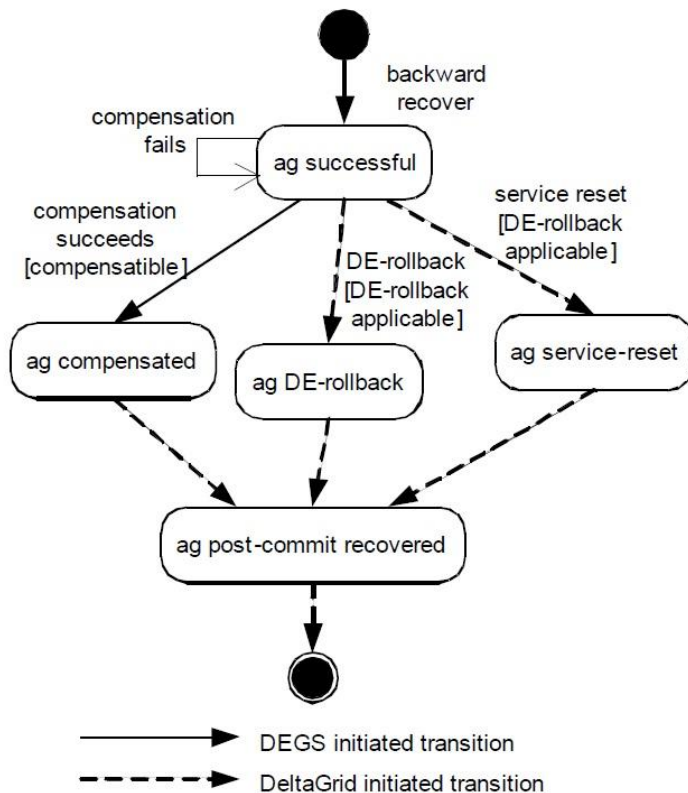 backward
recover
compensation
fails
ag successful
compensation
succeeds
[compensatible]
DE-rollback
[DE-rollback
applicable]
service reset
[DE-rollback
applicable]
ag compensated
ag DE-rollback
ag service-reset
ag post-commit recovered
DEGS initiated transition
DeltaGrid initiated transition